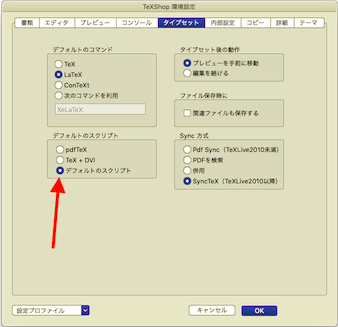 TeXShop 環境設定
書類 エディタ プレビュー コンソール タイプセット 内部設定 コピー 詳細 テーマ
デフォルトのコマンド
TeX
LaTeX
ConTeXt
次のコマンドを利用
XeLaTeX
タイプセット後の動作
プレビューを手前に移動
編集を続ける
ファイル保存時に
関連ファイルも保存する
デフォルトのスクリプト
pdfTeX
TeX + DVI
デフォルトのスクリプト
Sync 方式
Pdf Sync（TeXLive2010未満）
PDFを検索
併用
SyncTeX（TEXLive2010以降）
設定プロファイル
キャンセル
OK